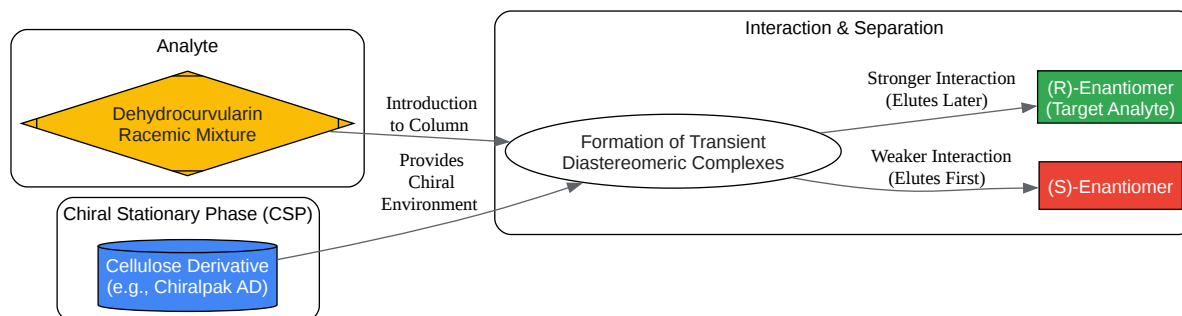 Analyte
Dehydrocurvularin
Racemic Mixture
Introduction
to Column
Chiral Stationary Phase (CSP)
Cellulose Derivative
(e.g., Chiralpak AD)
Provides
Chiral
Environment
Interaction & Separation
Formation of Transient
Diastereomeric Complexes
Stronger Interaction
(Elutes Later)
(R)-Enantiomer
(Target Analyte)
Weaker Interaction
(Elutes First)
(S)-Enantiomer